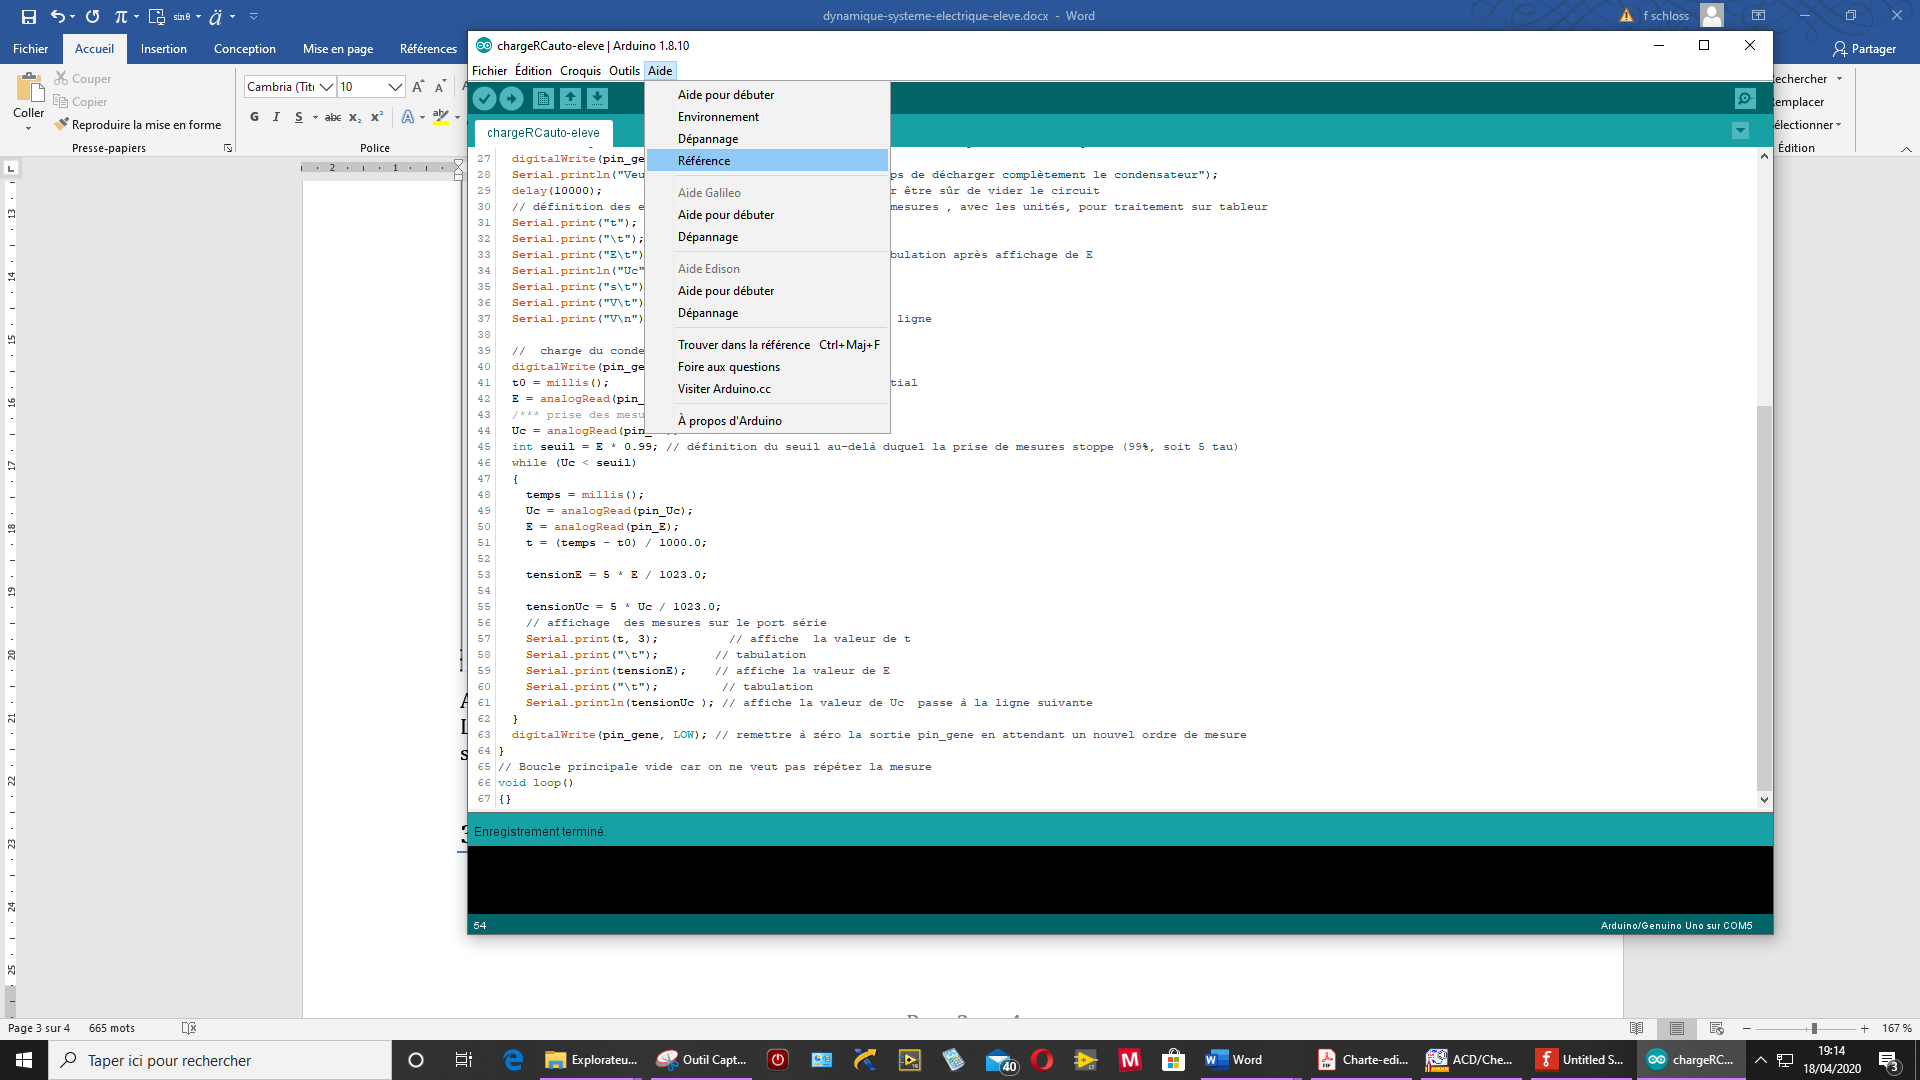 dynamique-systeme-electrique-eleve.docx - Word
f schloss
Fichier Accueil Insertion Conception Mise en page Références
Partager
Coller
Couper
Copier
Reproduire la mise en forme
Presse-papiers
Cambria (Tit 10
G I S abc x₂ x²
Police
Rechercher
Remplacer
électionner
Édition
chargeRCauto-eleve | Arduino 1.8.10
Fichier Édition Croquis Outils Aide
chargeRCauto-eleve
Aide pour débuter
Environnement
Dépannage
Référence
Aide Galileo
Aide pour débuter
Dépannage
Aide Edison
Aide pour débuter
Dépannage
Trouver dans la référence Ctrl+Maj+F
Foire aux questions
Visiter Arduino.cc
À propos d'Arduino
27 digitalWrite(pin_ge
28 Serial.println("Veu ps de décharger complètement le condensateur");
29 delay(10000); r être sûr de vider le circuit
30 // définition des e mesures , avec les unités, pour traitement sur tableur
31 Serial.print("t");
32 Serial.print("\t");
33 Serial.print("E\t") bulation après affichage de E
34 Serial.println("Uc"
35 Serial.print("s\t")
36 Serial.print("V\t")
37 Serial.print("V\n") ligne
38
39 // charge du conde
40 digitalWrite(pin_ge
41 t0 = millis(); tial
42 E = analogRead(pin_
43 /*** prise des mesu
44 Uc = analogRead(pin_
45 int seuil = E * 0.99; // définition du seuil au-delà duquel la prise de mesures stoppe (99%, soit 5 tau)
46 while (Uc < seuil)
47 {
48 temps = millis();
49 Uc = analogRead(pin_Uc);
50 E = analogRead(pin_E);
51 t = (temps - t0) / 1000.0;
52
53 tensionE = 5 * E / 1023.0;
54
55 tensionUc = 5 * Uc / 1023.0;
56 // affichage  des mesures sur le port série
57 Serial.print(t, 3); // affiche  la valeur de t
58 Serial.print("\t"); // tabulation
59 Serial.print(tensionE); // affiche la valeur de E
60 Serial.print("\t"); // tabulation
61 Serial.println(tensionUc ); // affiche la valeur de Uc  passe à la ligne suivante
62 }
63 digitalWrite(pin_gene, LOW); // remettre à zéro la sortie pin_gene en attendant un nouvel ordre de mesure
64 }
65 // Boucle principale vide car on ne veut pas répéter la mesure
66 void loop()
67 {}
Enregistrement terminé.
54
Arduino/Genuino Uno sur COM5
Page 3 sur 4 665 mots
167 %
Taper ici pour rechercher
Explorateu...
Outil Capt...
40
Word
Charte-edi...
ACD/Che...
Untitled S...
chargeRC...
19:14
18/04/2020
3